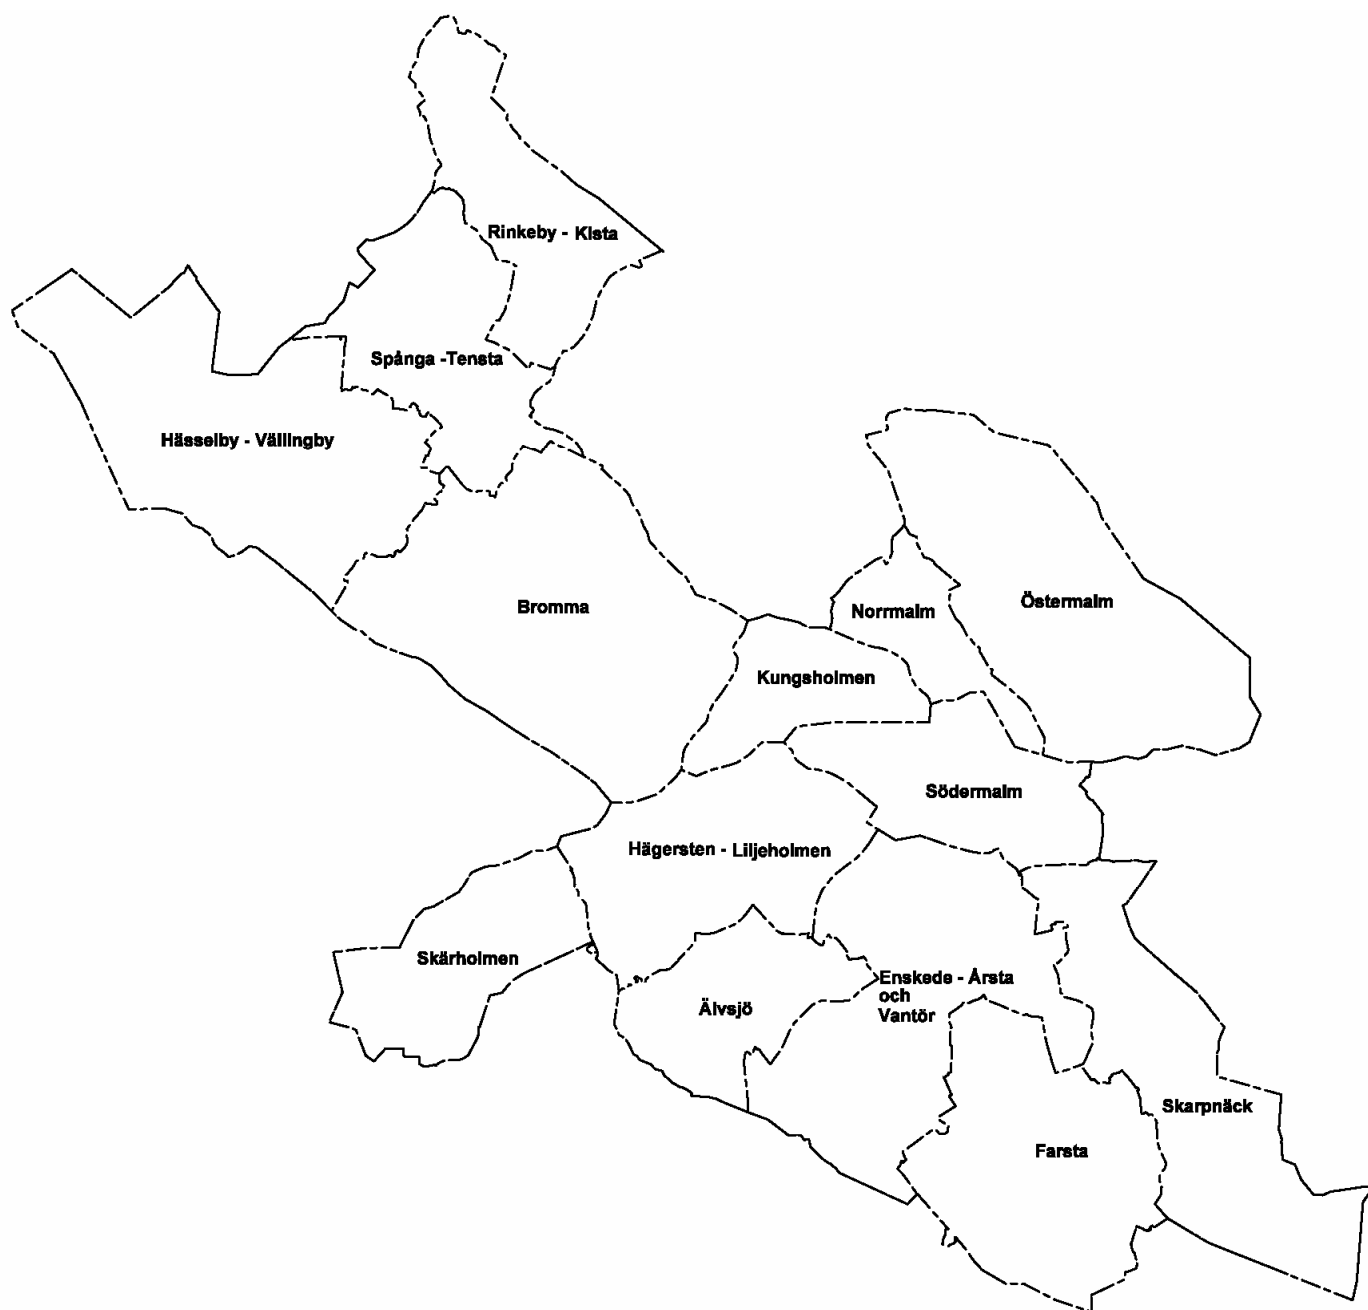 Rinkeby - Kista
Spånga -Tensta
Hässelby - Vällingby
Bromma
Norrmalm
Östermalm
Kungsholmen
Södermalm
Hägersten - Liljeholmen
Skärholmen
Älvsjö
Enskede - Årsta
och
Vantör
Skarpnäck
Farsta